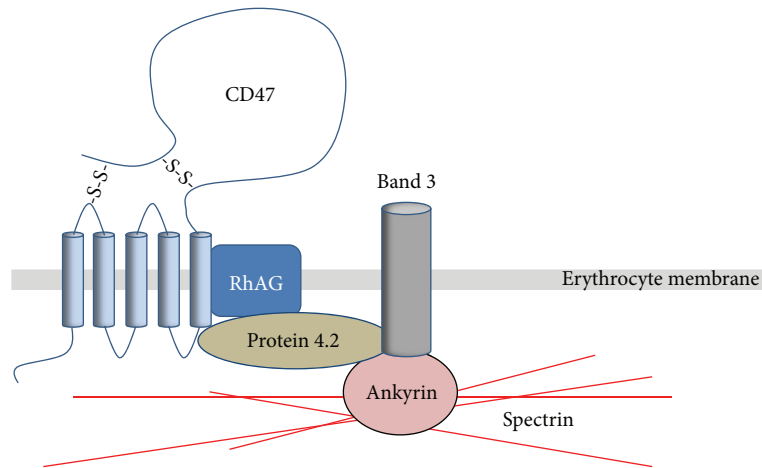 CD47
-S-S-
-S-S-
Band 3
RhAG
Erythrocyte membrane
Protein 4.2
Ankyrin
Spectrin